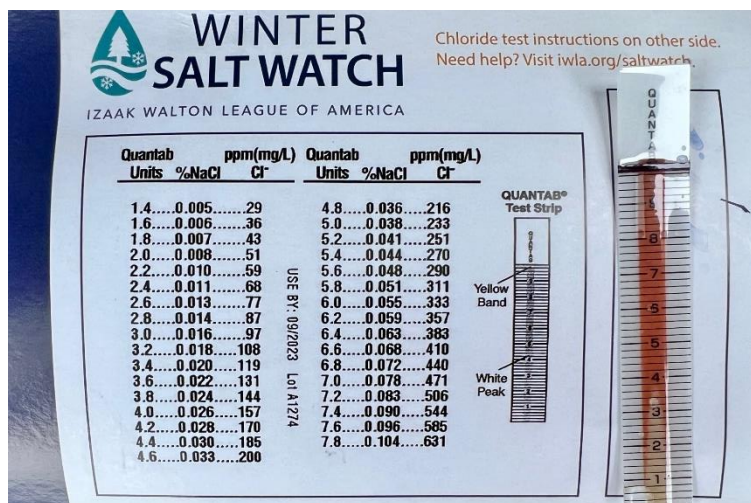 WINTER
SALT WATCH
IZAAK WALTON LEAGUE OF AMERICA
Chloride test instructions on other side.
Need help? Visit iwla.org/saltwatch.
Quantab ppm(mg/L) Quantab ppm(mg/L)
Units %NaCl Cl⁻ Units %NaCl Cl⁻
1.4.....0.005......29 4.8.....0.036.....216
1.6.....0.006......36 5.0.....0.038.....233
1.8.....0.007......43 5.2.....0.041.....251
2.0.....0.008......51 5.4.....0.044.....270
2.2.....0.010......59 5.6.....0.048.....290
2.4.....0.011......68 5.8.....0.051.....311
2.6.....0.013......77 6.0.....0.055.....333
2.8.....0.014......87 6.2.....0.059.....357
3.0.....0.016......97 6.4.....0.063.....383
3.2.....0.018.....108 6.6.....0.068.....410
3.4.....0.020.....119 6.8.....0.072.....440
3.6.....0.022.....131 7.0.....0.078.....471
3.8.....0.024.....144 7.2.....0.083.....506
4.0.....0.026.....157 7.4.....0.090.....544
4.2.....0.028.....170 7.6.....0.096.....585
4.4.....0.030.....185 7.8.....0.104.....631
4.6.....0.033.....200
USE BY: 09/2023 Lot A1274
QUANTAB®
Test Strip
Yellow
Band
White
Peak
QUANTAB
9
8
7
6
5
4
3
2
1